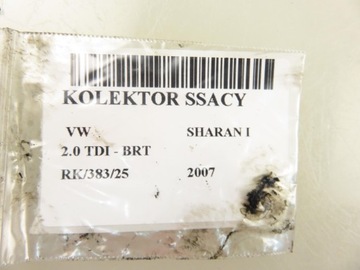 KOLEKTOR SSACY
VW SHARAN I
2.0 TDI - BRT
RK/383/25 2007